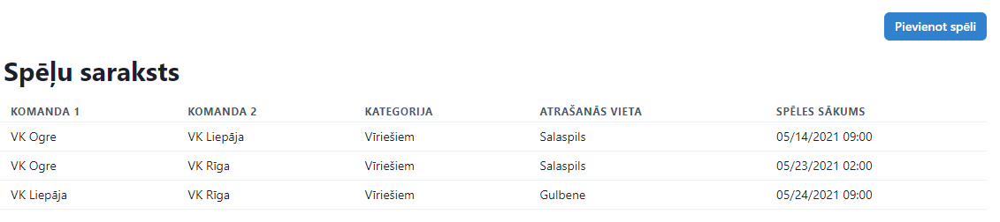 Pievienot spēli
Spēļu saraksts
KOMANDA 1 KOMANDA 2 KATEGORIJA ATRAŠANĀS VIETA SPĒLES SĀKUMS
VK Ogre VK Liepāja Vīriešiem Salaspils 05/14/2021 09:00
VK Ogre VK Rīga Vīriešiem Salaspils 05/23/2021 02:00
VK Liepāja VK Rīga Vīriešiem Gulbene 05/24/2021 09:00